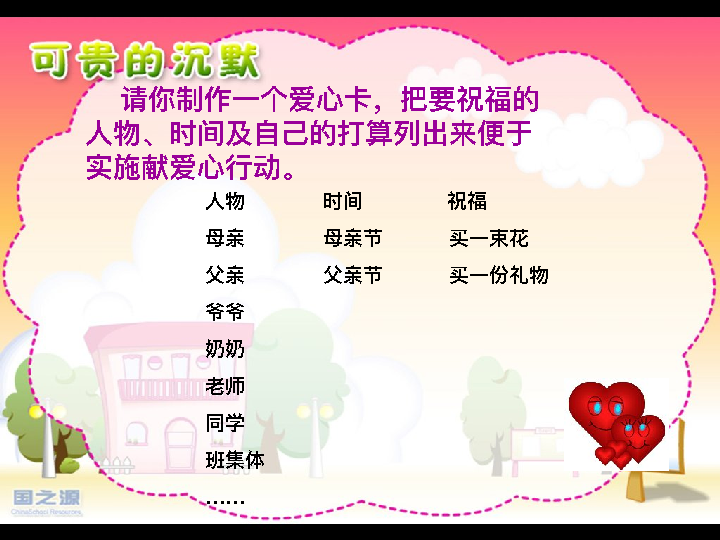 可贵的沉默
请你制作一个爱心卡，把要祝福的
人物、时间及自己的打算列出来便于
实施献爱心行动。
人物 时间 祝福
母亲 母亲节 买一束花
父亲 父亲节 买一份礼物
爷爷
奶奶
老师
同学
班集体
……
国之源
ChinaSchool Resources